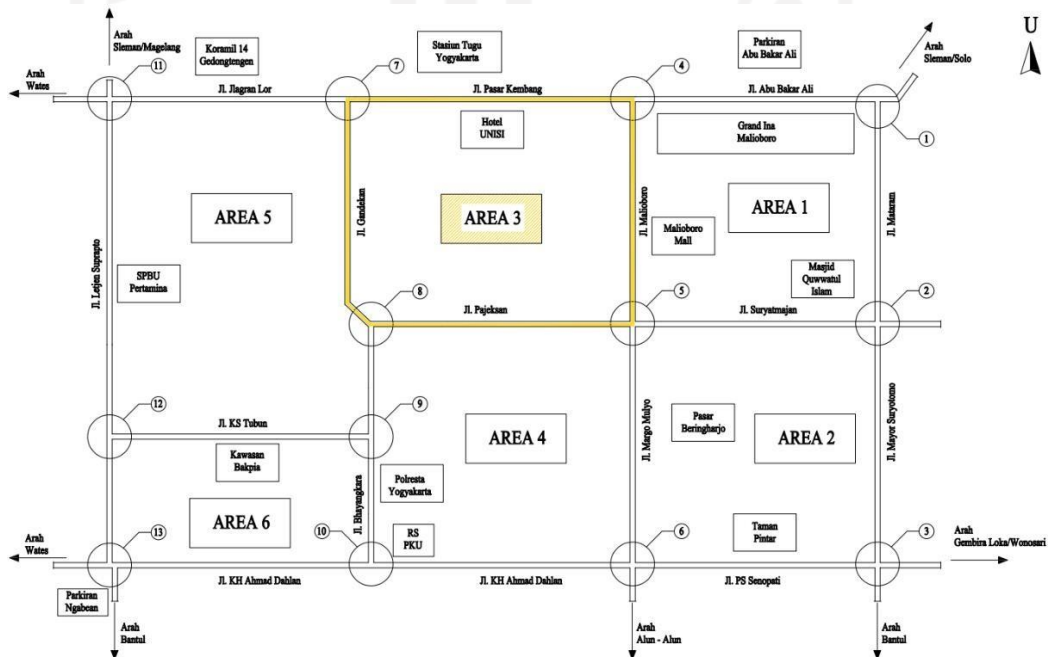 Arah
Sleman/Magelang
Koramil 14
Gedongtengen
Stasiun Tugu
Yogyakarta
Parkiran
Abu Bakar Ali
Arah
Sleman/Solo
U
11
7
4
Arah
Wates
Jl. Jlagran Lor
Jl. Pasar Kembang
Jl. Abu Bakar Ali
Hotel
UNISI
Grand Ina
Malioboro
1
AREA 5
Jl. Gandekan
AREA 3
Jl. Malioboro
AREA 1
Jl. Mataram
Malioboro
Mall
Jl. Letjen Suprapto
SPBU
Pertamina
Masjid
Quwwatul
Islam
8
5
2
Jl. Pajeksan
Jl. Suryatmajan
12
9
Jl. KS Tubun
Kawasan
Bakpia
AREA 4
Jl. Margo Mulyo
Pasar
Beringharjo
AREA 2
Jl. Mayor Suryotomo
Jl. Bhayangkara
Polresta
Yogyakarta
AREA 6
RS
PKU
Taman
Pintar
13
10
6
3
Arah
Wates
Arah
Gembira Loka/Wonosari
Jl. KH Ahmad Dahlan
Jl. KH Ahmad Dahlan
Jl. PS Senopati
Parkiran
Ngabean
Arah
Bantul
Arah
Alun - Alun
Arah
Bantul